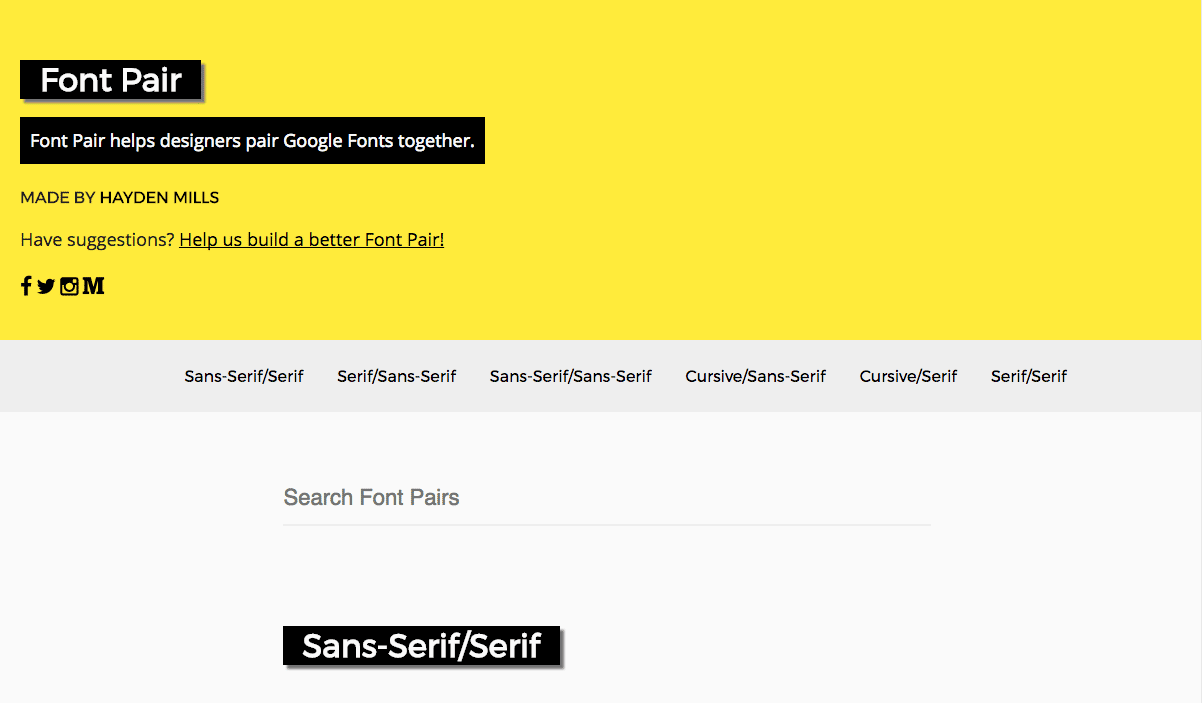 Font Pair
Font Pair helps designers pair Google Fonts together.
MADE BY HAYDEN MILLS
Have suggestions? Help us build a better Font Pair!
Sans-Serif/Serif Serif/Sans-Serif Sans-Serif/Sans-Serif Cursive/Sans-Serif Cursive/Serif Serif/Serif
Search Font Pairs
Sans-Serif/Serif